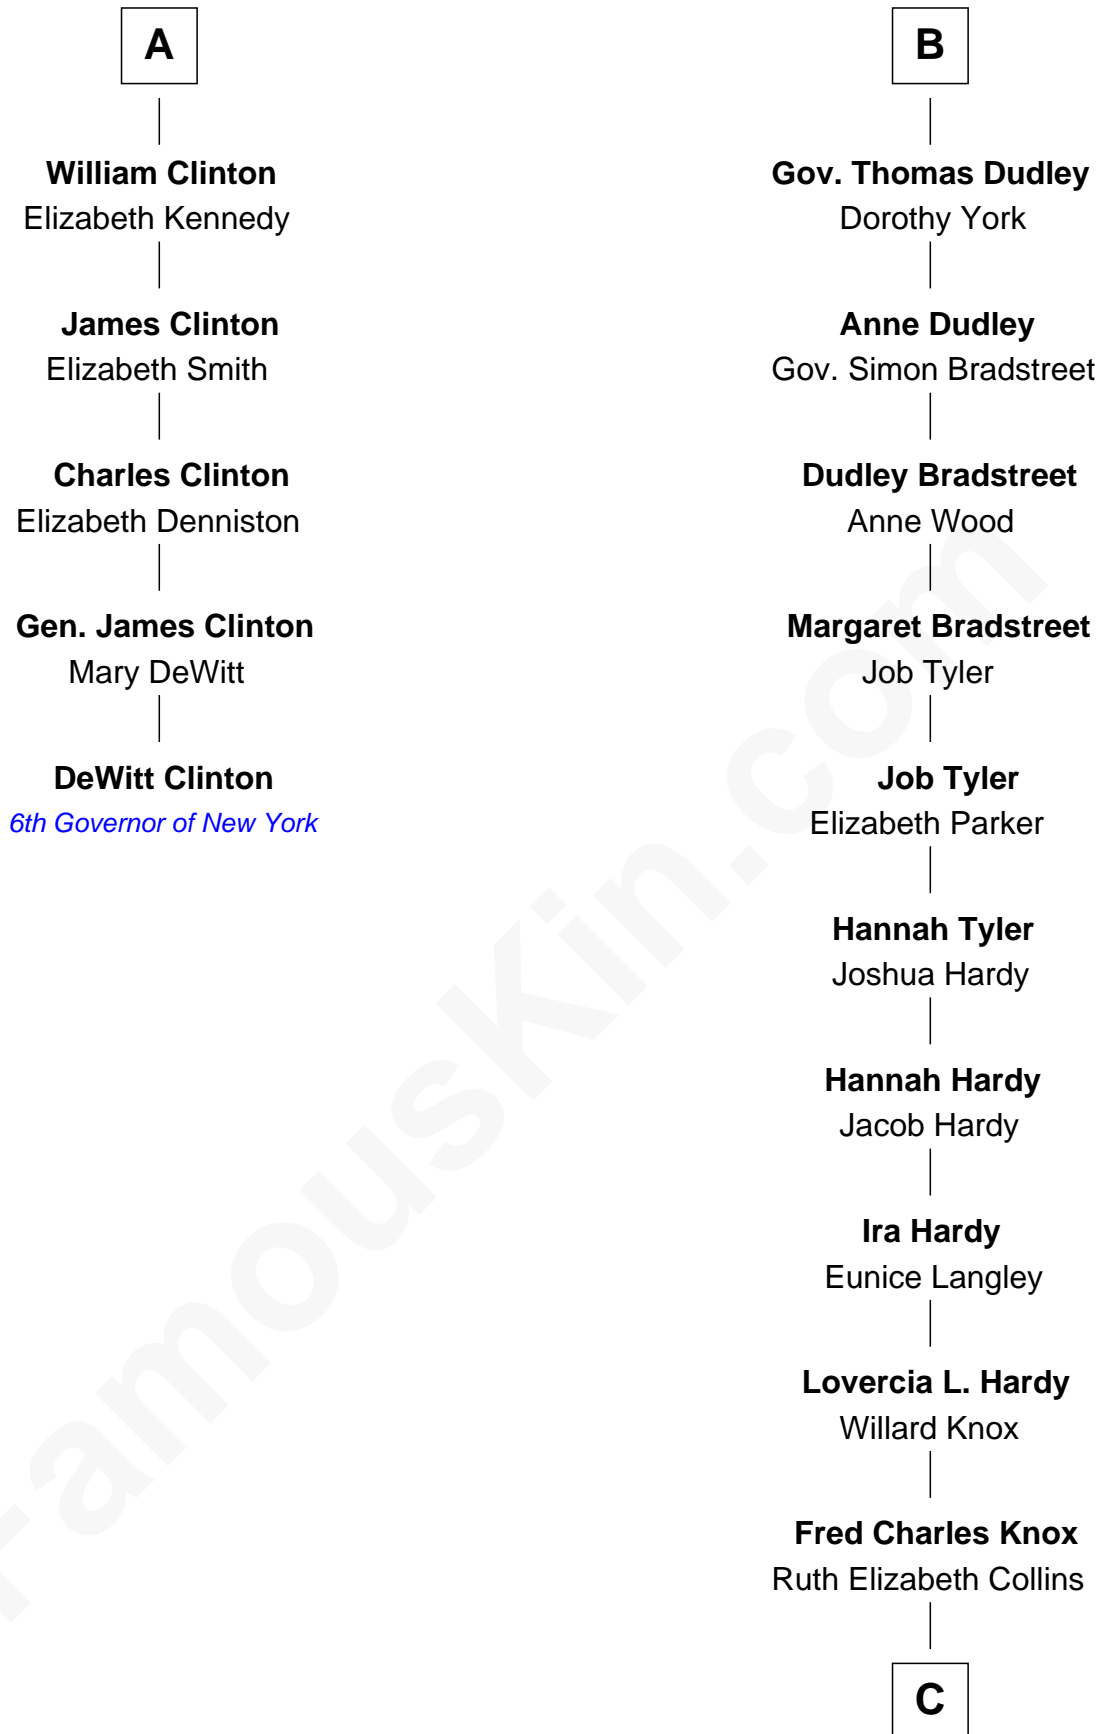 A
William Clinton
Elizabeth Kennedy
James Clinton
Elizabeth Smith
Charles Clinton
Elizabeth Denniston
Gen. James Clinton
Mary DeWitt
DeWitt Clinton
6th Governor of New York
B
Gov. Thomas Dudley
Dorothy York
Anne Dudley
Gov. Simon Bradstreet
Dudley Bradstreet
Anne Wood
Margaret Bradstreet
Job Tyler
Job Tyler
Elizabeth Parker
Hannah Tyler
Joshua Hardy
Hannah Hardy
Jacob Hardy
Ira Hardy
Eunice Langley
Lovercia L. Hardy
Willard Knox
Fred Charles Knox
Ruth Elizabeth Collins
C
FamousKin.com